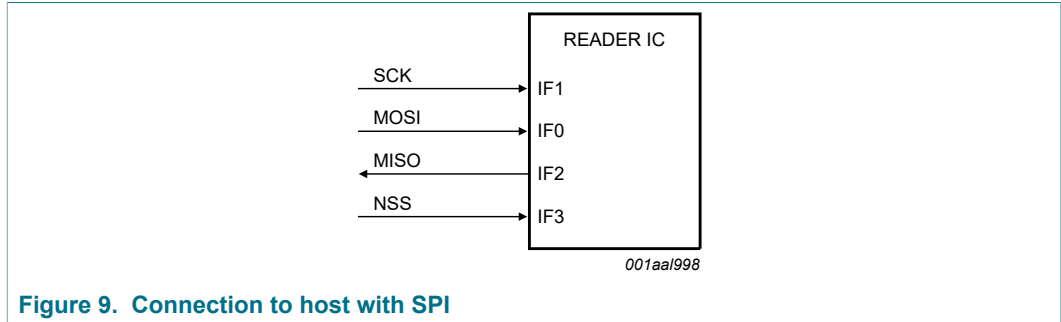 READER IC
SCK
IF1
MOSI
IF0
MISO
IF2
NSS
IF3
001aal998
Figure 9. Connection to host with SPI